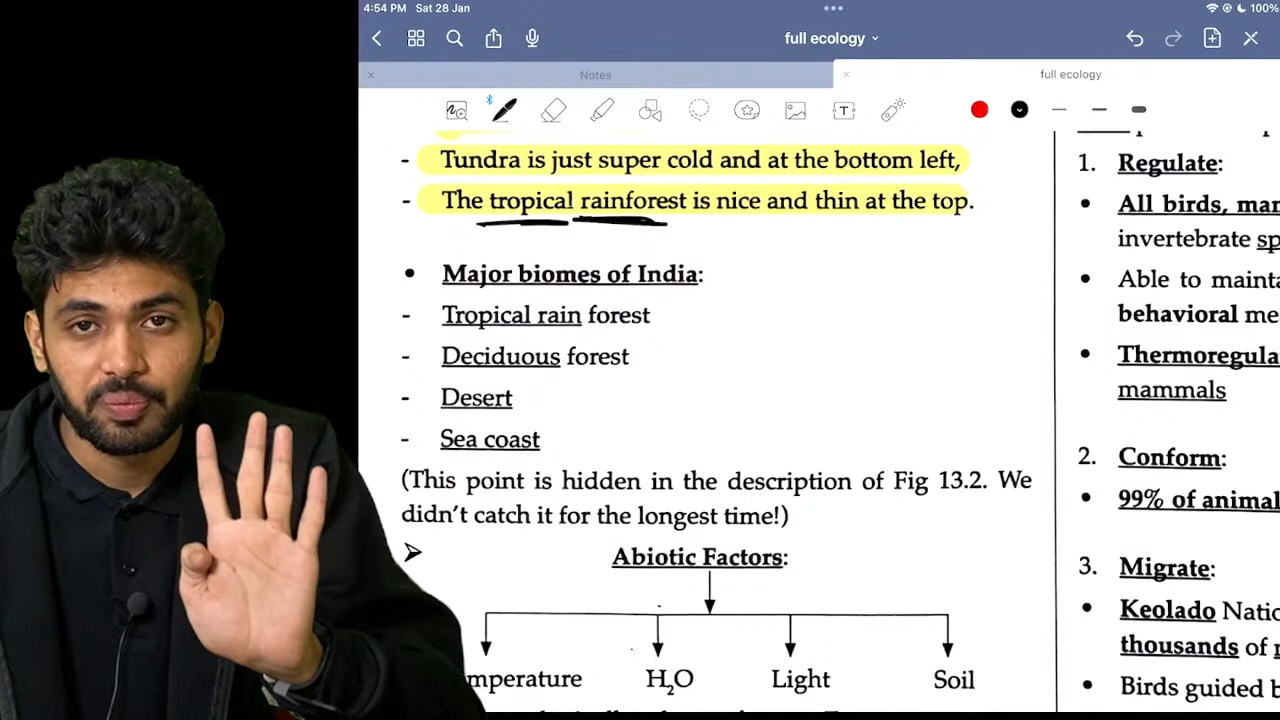 4:54 PM Sat 28 Jan
100%
full ecology
Notes
full ecology
T
- Tundra is just super cold and at the bottom left,
- The tropical rainforest is nice and thin at the top.
• Major biomes of India:
- Tropical rain forest
- Deciduous forest
- Desert
- Sea coast
(This point is hidden in the description of Fig 13.2. We
didn't catch it for the longest time!)
➢ Abiotic Factors:
mperature H₂O Light Soil
1. Regulate:
• All birds, mam
invertebrate sp
• Able to mainta
behavioral me
• Thermoregula
mammals
2. Conform:
• 99% of animal
3. Migrate:
• Keolado Natio
thousands of
• Birds guided b